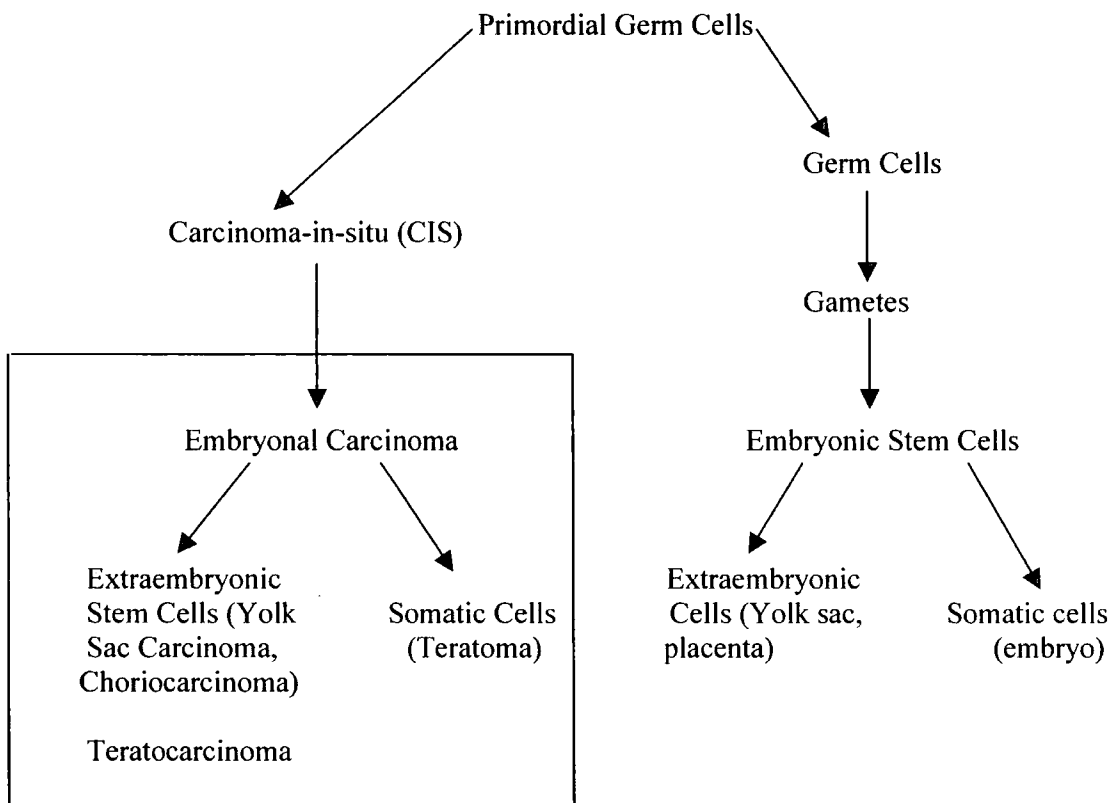 Primordial Germ Cells
Germ Cells
Carcinoma-in-situ (CIS)
Gametes
Embryonal Carcinoma
Embryonic Stem Cells
Extraembryonic
Stem Cells (Yolk
Sac Carcinoma,
Choriocarcinoma)
Somatic Cells
(Teratoma)
Extraembryonic
Cells (Yolk sac,
placenta)
Somatic cells
(embryo)
Teratocarcinoma